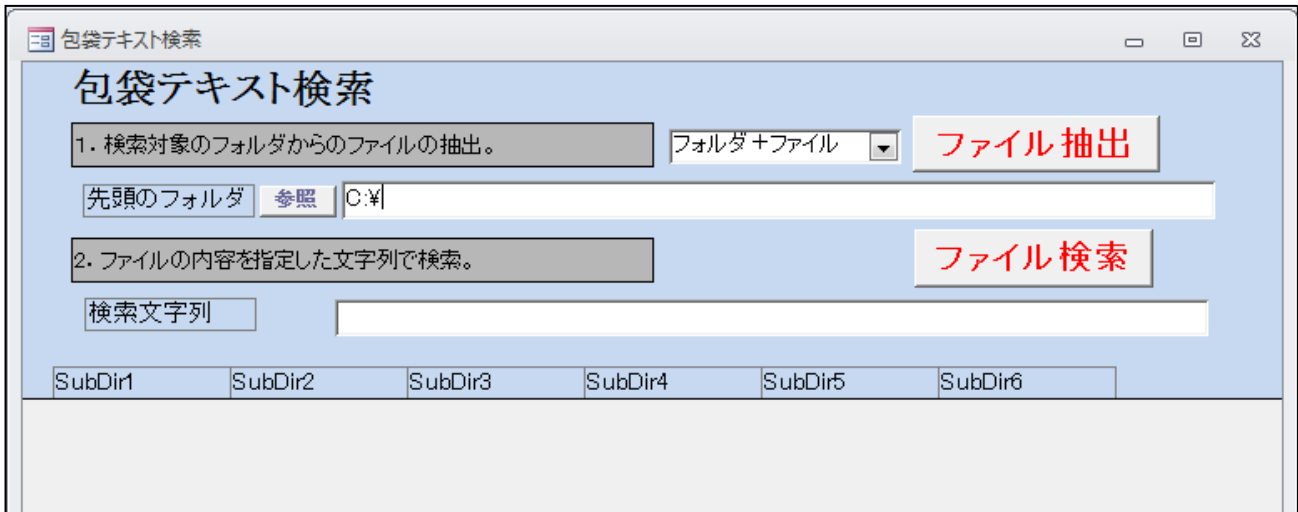 包袋テキスト検索
包袋テキスト検索
1. 検索対象のフォルダからのファイルの抽出。 フォルダ+ファイル ファイル抽出
先頭のフォルダ 参照 C:¥
2. ファイルの内容を指定した文字列で検索。 ファイル検索
検索文字列
SubDir1 SubDir2 SubDir3 SubDir4 SubDir5 SubDir6